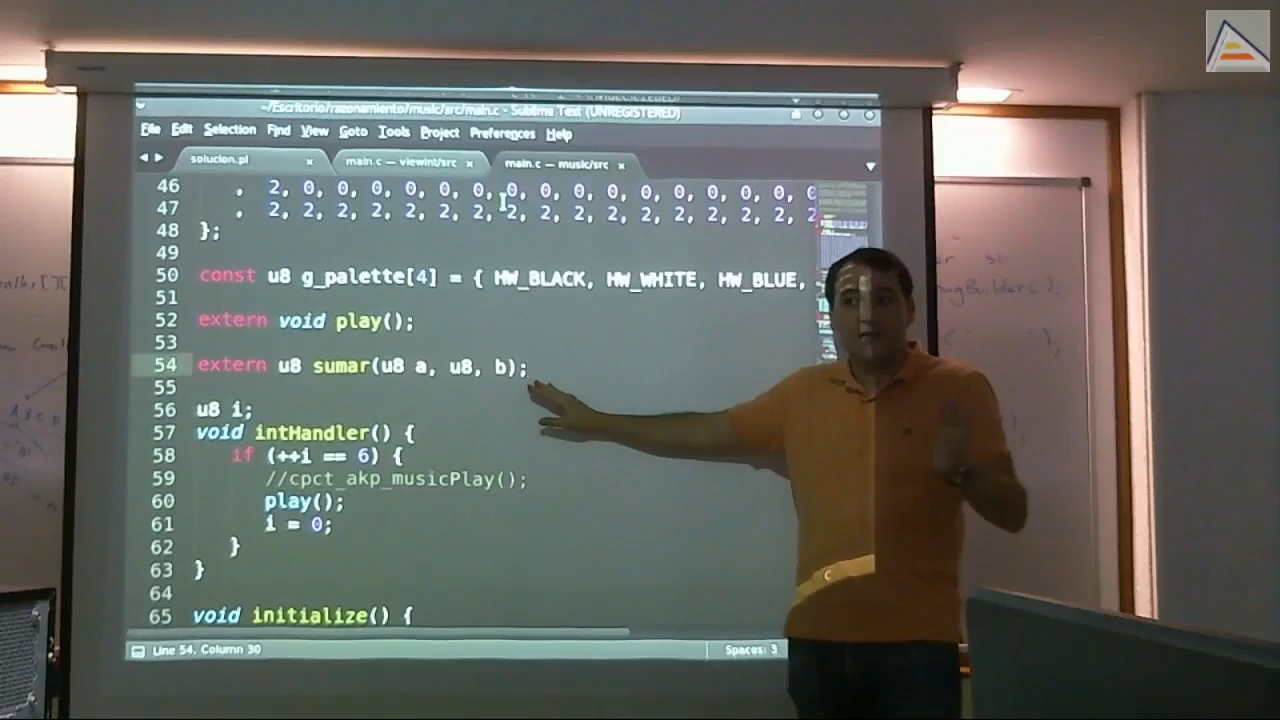 ~/Escritorio/razonamiento/music/src/main.c - Sublime Text (UNREGISTERED)
File Edit Selection Find View Goto Tools Project Preferences Help
solucion.pl x main.c — viewint/src x main.c — music/src x
46 , 2, 0, 0, 0, 0, 0, 0, 0, 0, 0, 0, 0, 0, 0, 0, 0, 0
47 , 2, 2, 2, 2, 2, 2, 2, 2, 2, 2, 2, 2, 2, 2, 2, 2, 2
48 };
49
50 const u8 g_palette[4] = { HW_BLACK, HW_WHITE, HW_BLUE,
51
52 extern void play();
53
54 extern u8 sumar(u8 a, u8, b);
55
56 u8 i;
57 void intHandler() {
58 if (++i == 6) {
59 //cpct_akp_musicPlay();
60 play();
61 i = 0;
62 }
63 }
64
65 void initialize() {
Line 54, Column 30 Spaces: 3